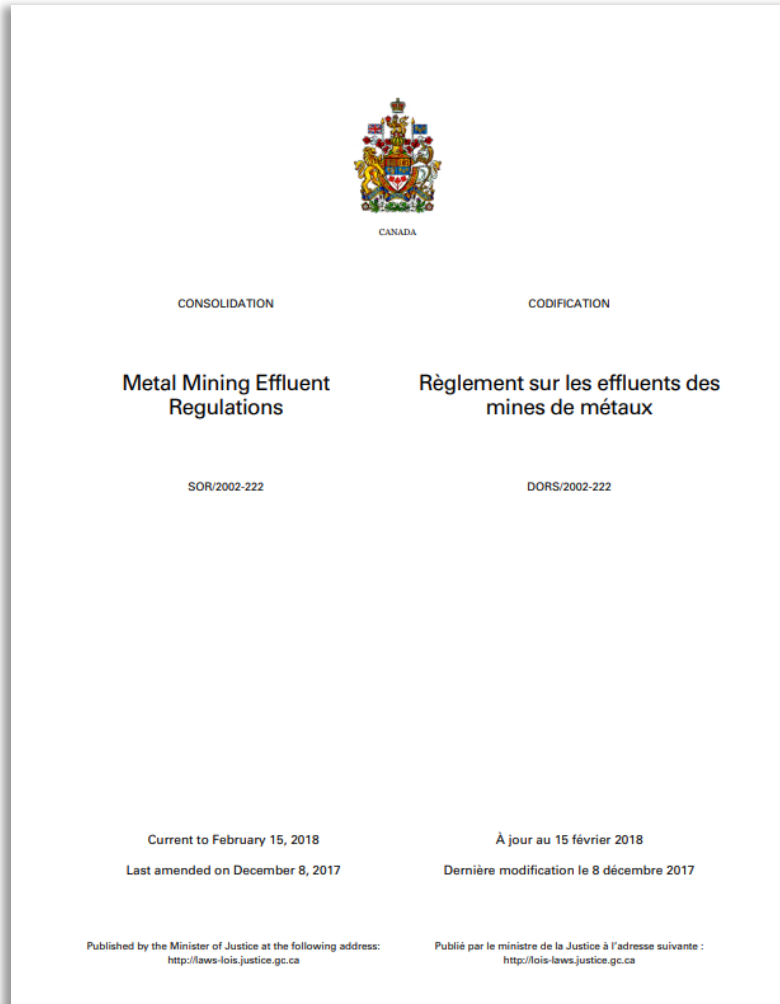 CANADA
CONSOLIDATION
CODIFICATION
Metal Mining Effluent
Regulations
Règlement sur les effluents des
mines de métaux
SOR/2002-222
DORS/2002-222
Current to February 15, 2018
Last amended on December 8, 2017
À jour au 15 février 2018
Dernière modification le 8 décembre 2017
Published by the Minister of Justice at the following address:
http://laws-lois.justice.gc.ca
Publié par le ministre de la Justice à l'adresse suivante :
http://lois-laws.justice.gc.ca